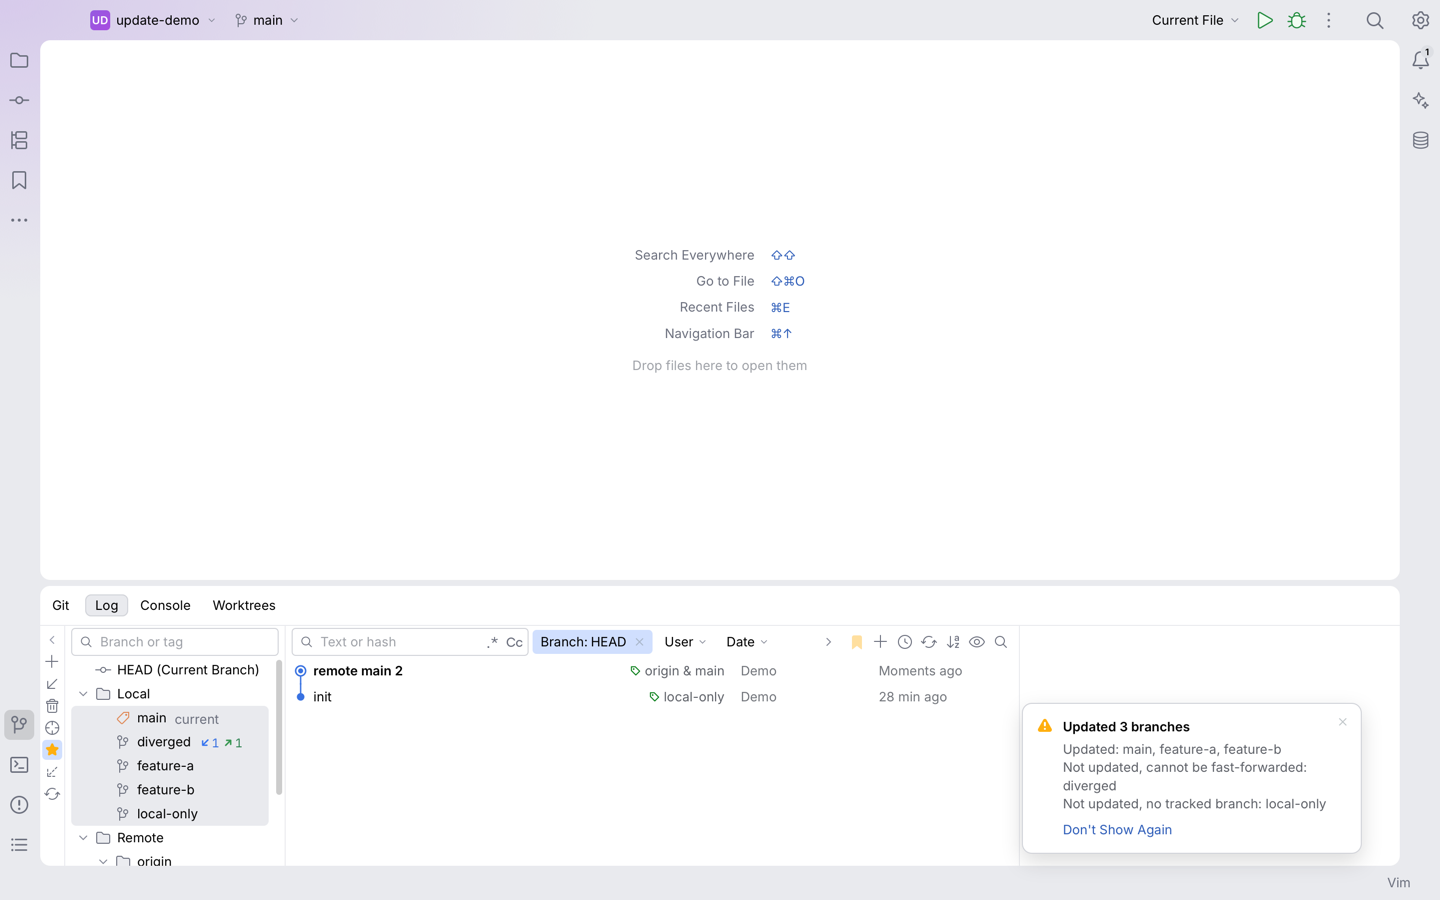 UD update-demo main Current File
1
Search Everywhere ⇧⇧
Go to File ⇧⌘O
Recent Files ⌘E
Navigation Bar ⌘↑
Drop files here to open them
Git Log Console Worktrees
Branch or tag
HEAD (Current Branch)
Local
main current
diverged ↙1 ↗1
feature-a
feature-b
local-only
Remote
origin
Text or hash .* Cc Branch: HEAD × User Date
remote main 2 origin & main Demo Moments ago
init local-only Demo 28 min ago
Updated 3 branches
Updated: main, feature-a, feature-b
Not updated, cannot be fast-forwarded:
diverged
Not updated, no tracked branch: local-only
Don't Show Again
Vim